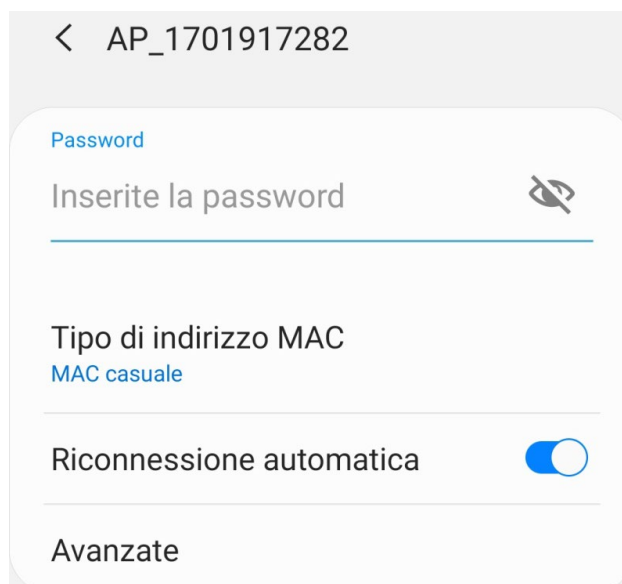 AP_1701917282
Password
Inserite la password
Tipo di indirizzo MAC
MAC casuale
Riconnessione automatica
Avanzate